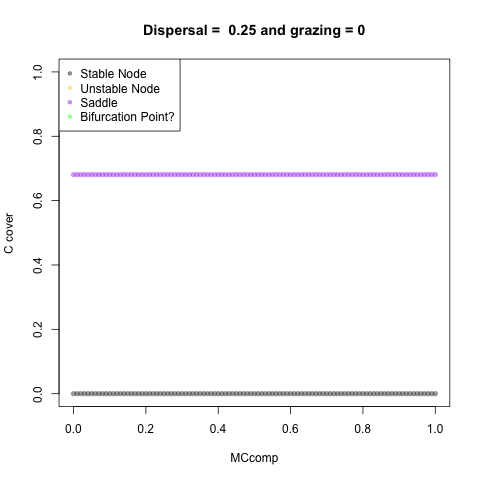 Dispersal =  0.25 and grazing = 0
Stable Node
Unstable Node
Saddle
Bifurcation Point?
C cover
1.0
0.8
0.6
0.4
0.2
0.0
0.0 0.2 0.4 0.6 0.8 1.0
MCcomp